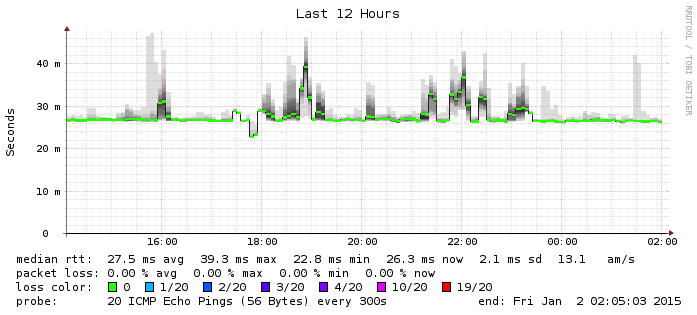 Last 12 Hours
RRDTOOL / TOBI OETIKER
Seconds
40 m
30 m
20 m
10 m
0
16:00 18:00 20:00 22:00 00:00 02:00
median rtt: 27.5 ms avg 39.3 ms max 22.8 ms min 26.3 ms now 2.1 ms sd 13.1 am/s
packet loss: 0.00 % avg 0.00 % max 0.00 % min 0.00 % now
loss color: 0 1/20 2/20 3/20 4/20 10/20 19/20
probe: 20 ICMP Echo Pings (56 Bytes) every 300s end: Fri Jan 2 02:05:03 2015